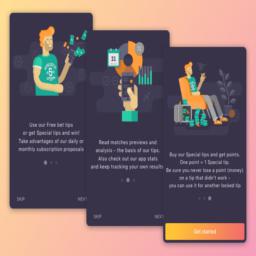 Use our Free bet tips
or get Special tips and win!
Take advantages of our daily or
monthly subscription proposals
SKIP
NEXT
Read matches previews and
analysis - the basis of our tips.
Also check out our app stats
and keep tracking your own results
SKIP
NEXT
Buy our Special tips and get points.
One point = 1 Special tip.
Be sure you never lose a point (money)
on a tip that didn't work -
you can use it for another locked tip
Get started